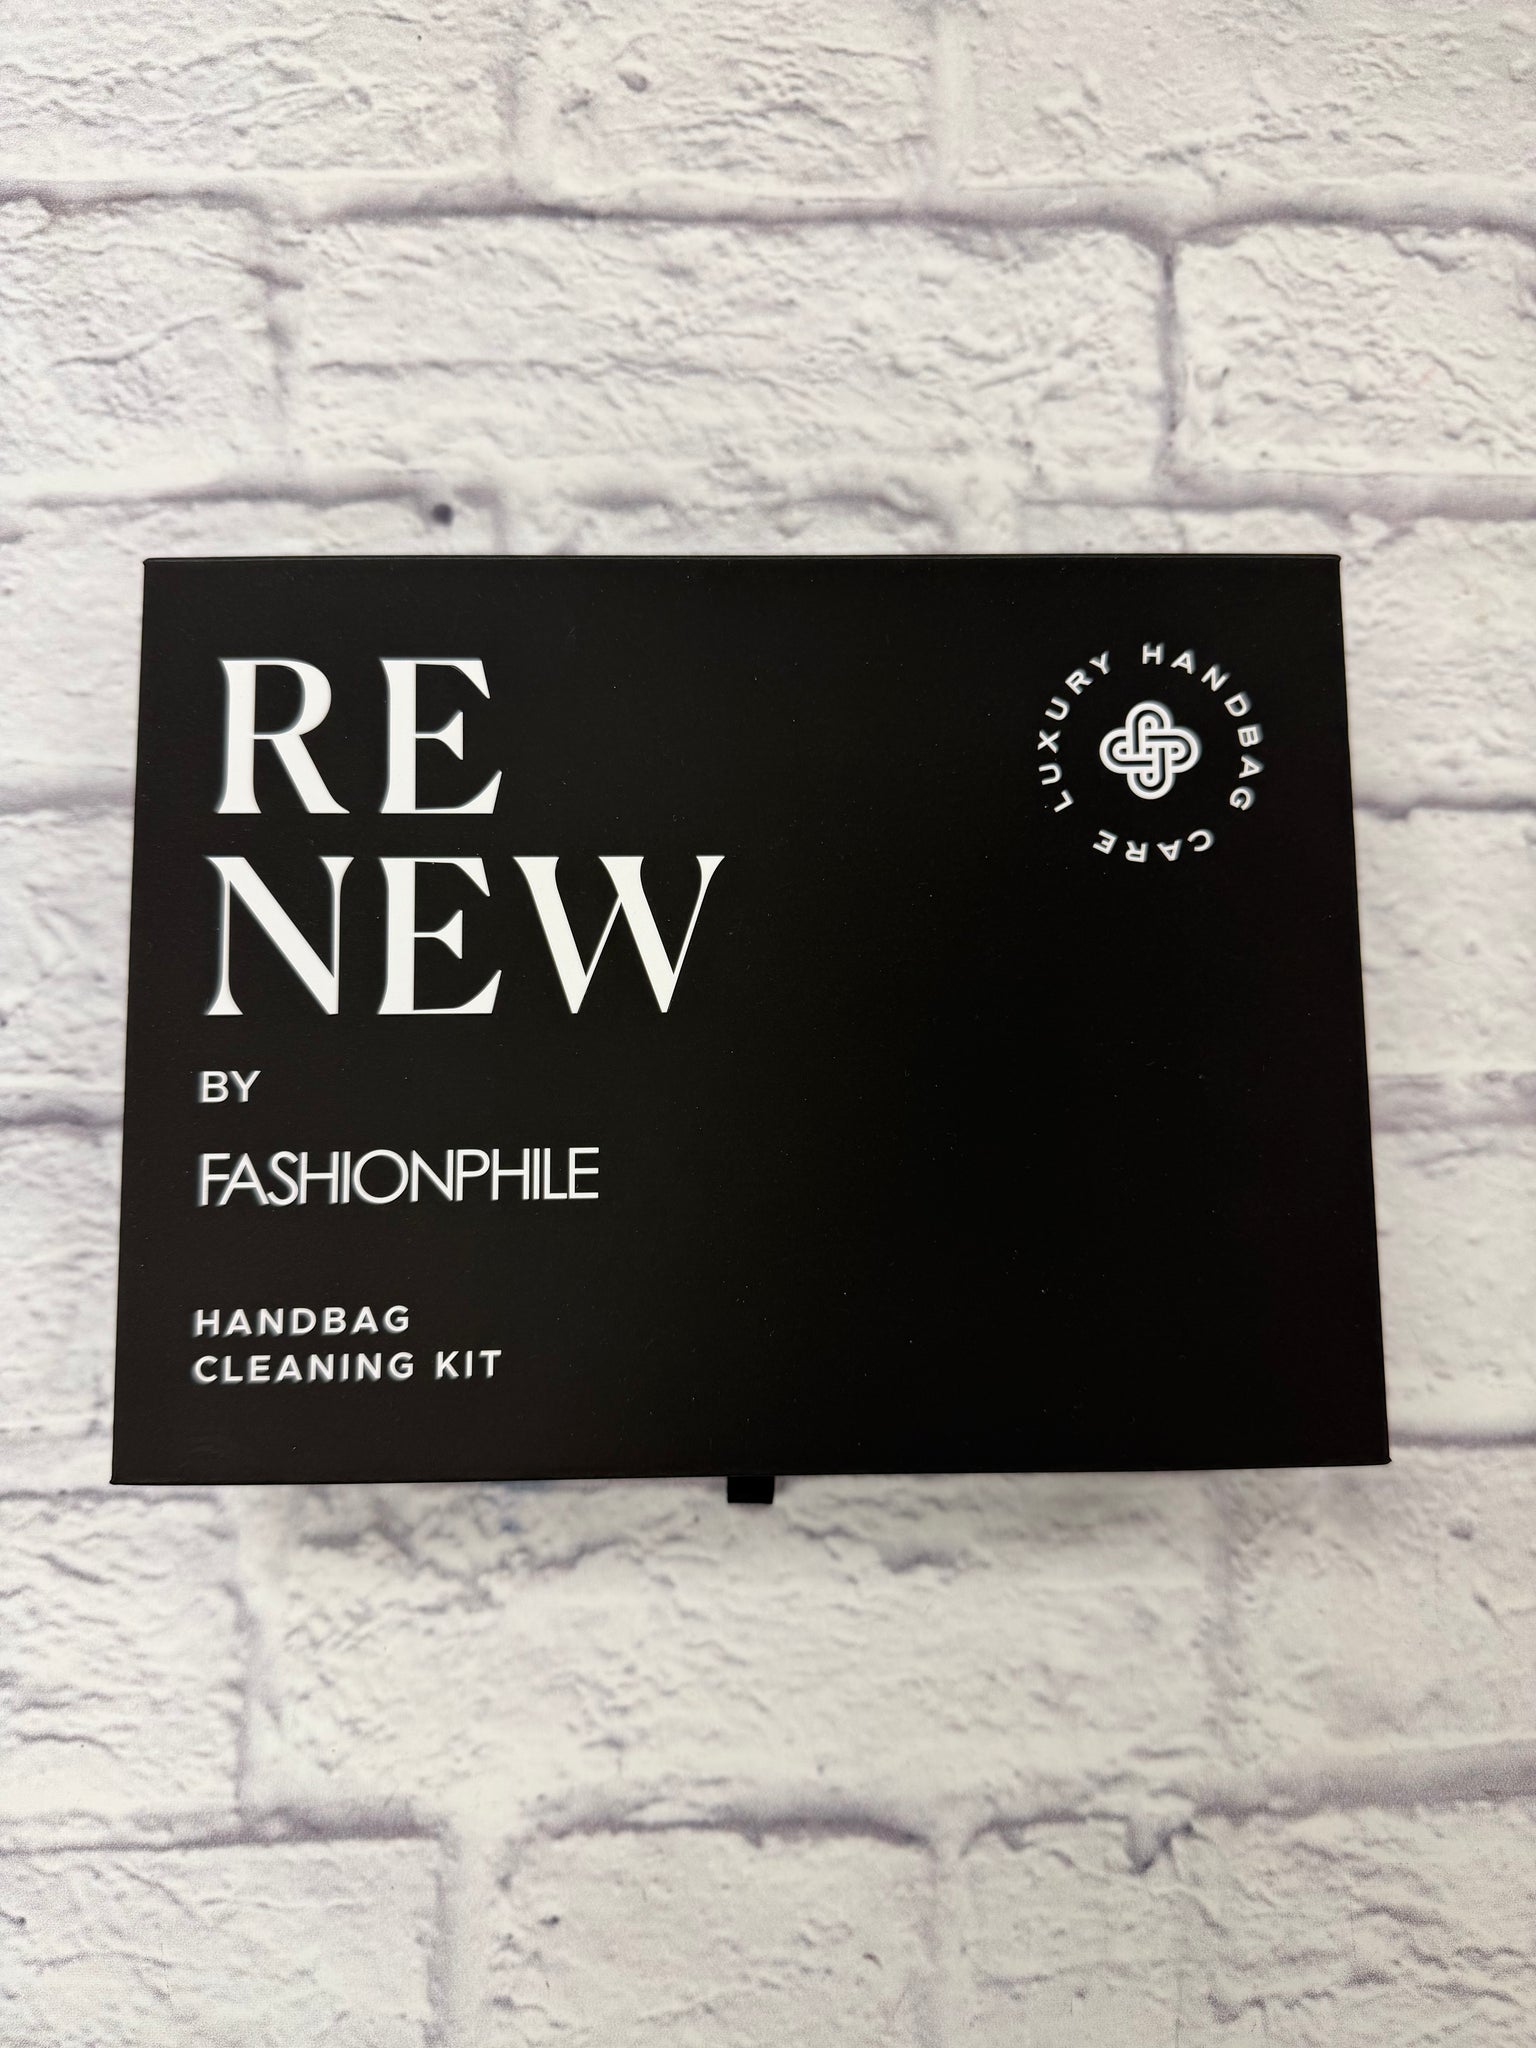 RE
NEW
BY
FASHIONPHILE
HANDBAG
CLEANING KIT
LUXURY HANDBAG CARE